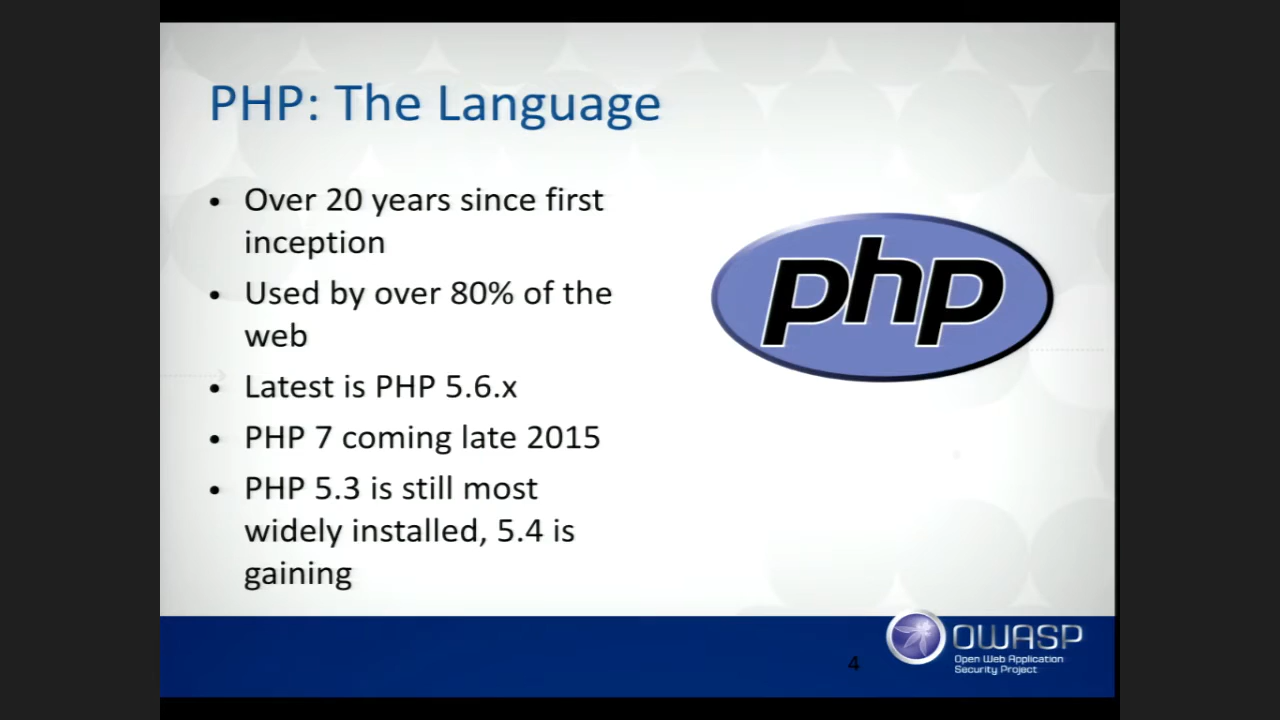 PHP: The Language
• Over 20 years since first
inception
• Used by over 80% of the
web
• Latest is PHP 5.6.x
• PHP 7 coming late 2015
• PHP 5.3 is still most
widely installed, 5.4 is
gaining
php
4
OWASP
Open Web Application
Security Project